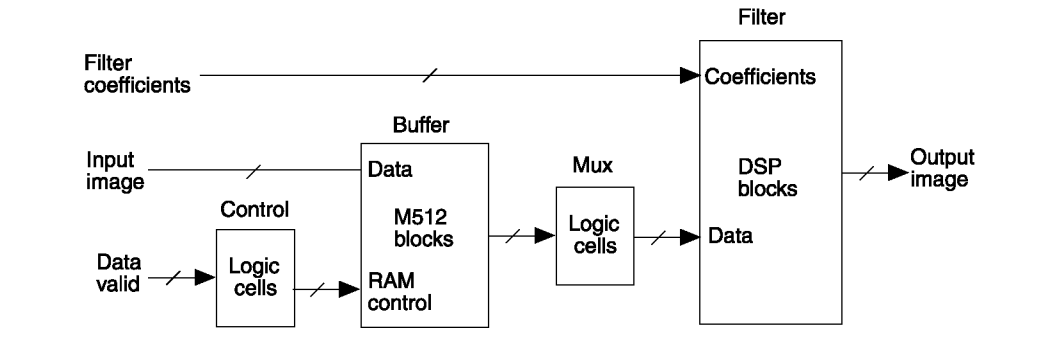 Filter
Filter
coefficients
Coefficients
Buffer
Input
image
Data
Mux
DSP
blocks
Output
image
Control
M512
blocks
Logic
cells
Data
Data
valid
Logic
cells
RAM
control